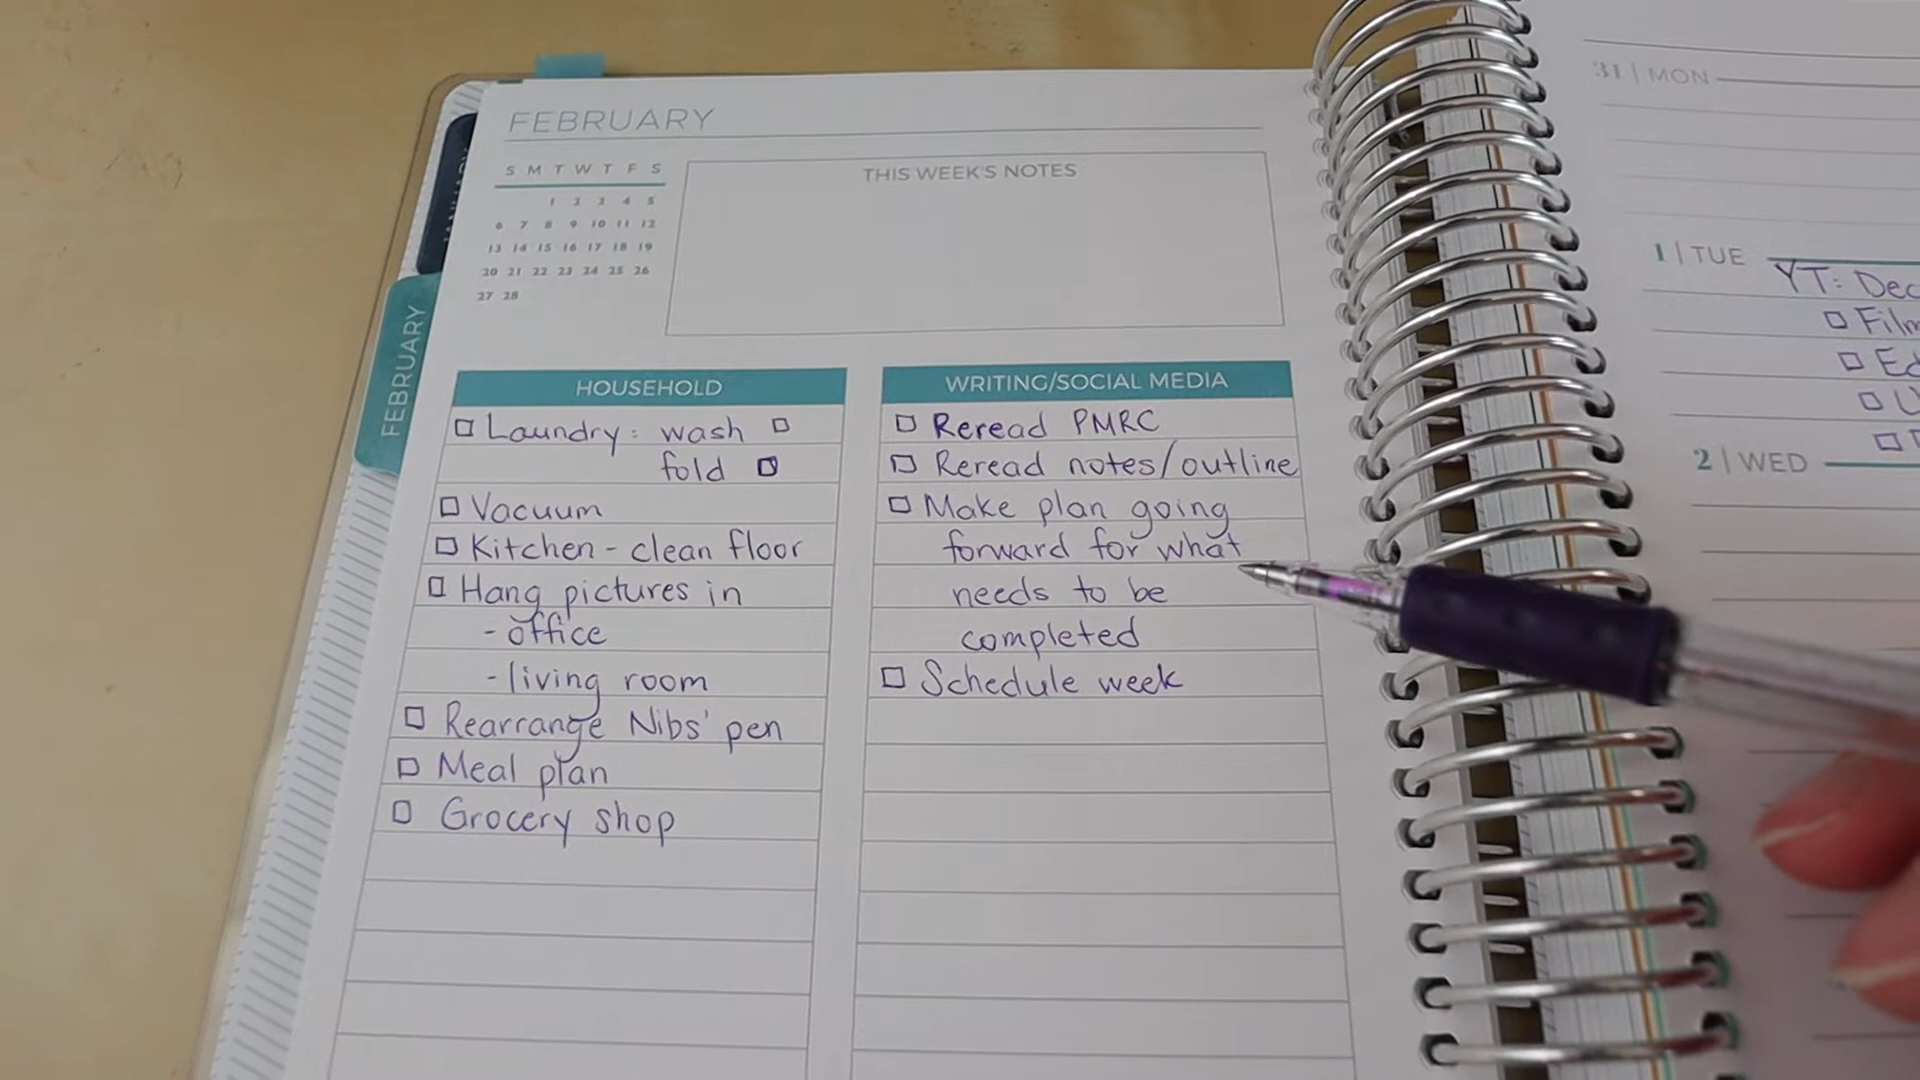 FEBRUARY
S M T W T F S
1 2 3 4 5
6 7 8 9 10 11 12
13 14 15 16 17 18 19
20 21 22 23 24 25 26
27 28
THIS WEEK'S NOTES
FEBRUARY
HOUSEHOLD
Laundry: wash
fold
Vacuum
Kitchen - clean floor
Hang pictures in
- office
- living room
Rearrange Nibs' pen
Meal plan
Grocery shop
WRITING/SOCIAL MEDIA
Reread PMRC
Reread notes/outline
Make plan going
forward for what
needs to be
completed
Schedule week
31 | MON
1 | TUE
YT: Dec
Film
Ed
2 | WED